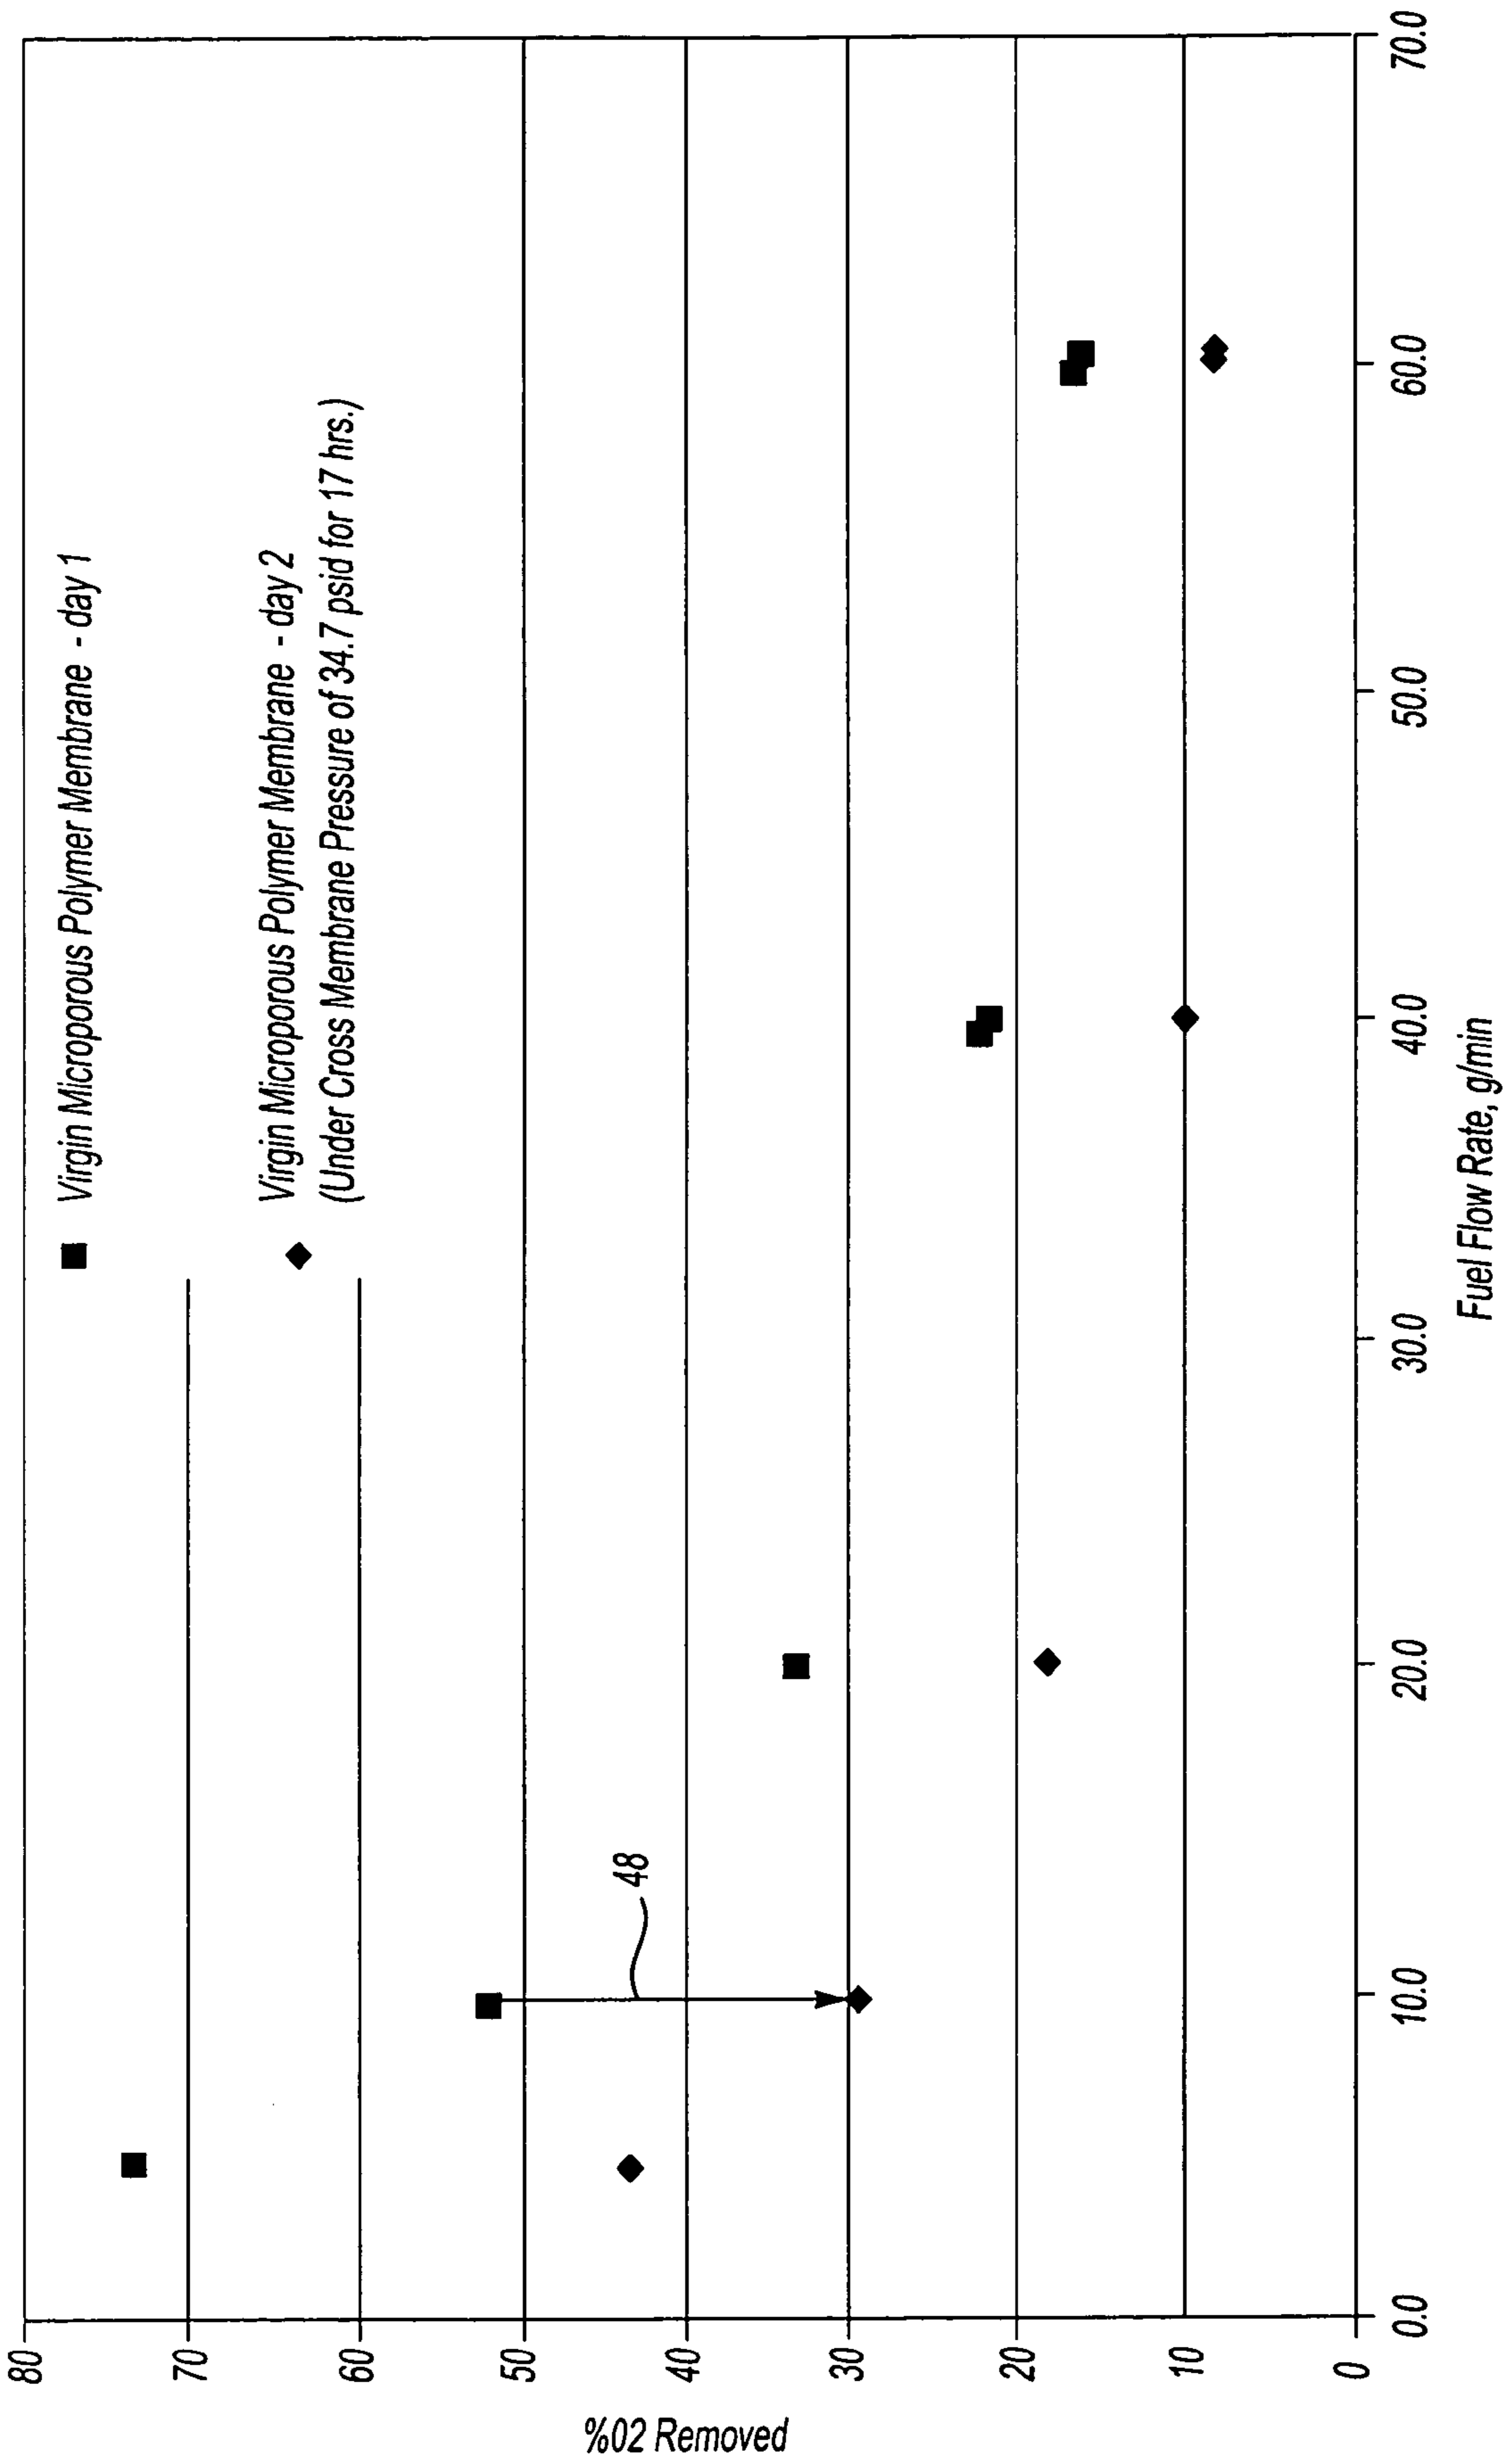 80
70
60
50
40
30
20
10
0
%02 Removed
■ Virgin Microporous Polymer Membrane - day 1
◆ Virgin Microporous Polymer Membrane - day 2
(Under Cross Membrane Pressure of 34.7 psid for 17 hrs.)
48
0.0 10.0 20.0 30.0 40.0 50.0 60.0 70.0
Fuel Flow Rate, g/min